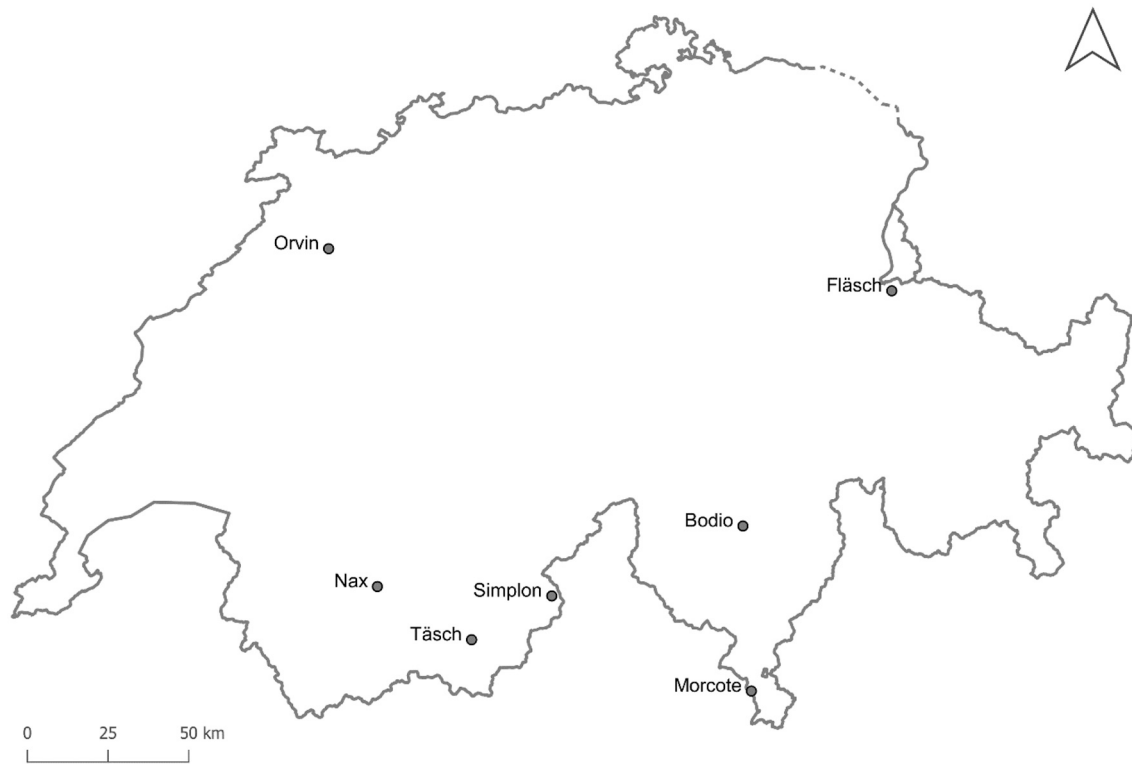 Orvin
Fläsch
Bodio
Nax
Simplon
Täsch
Morcote
0 25 50 km